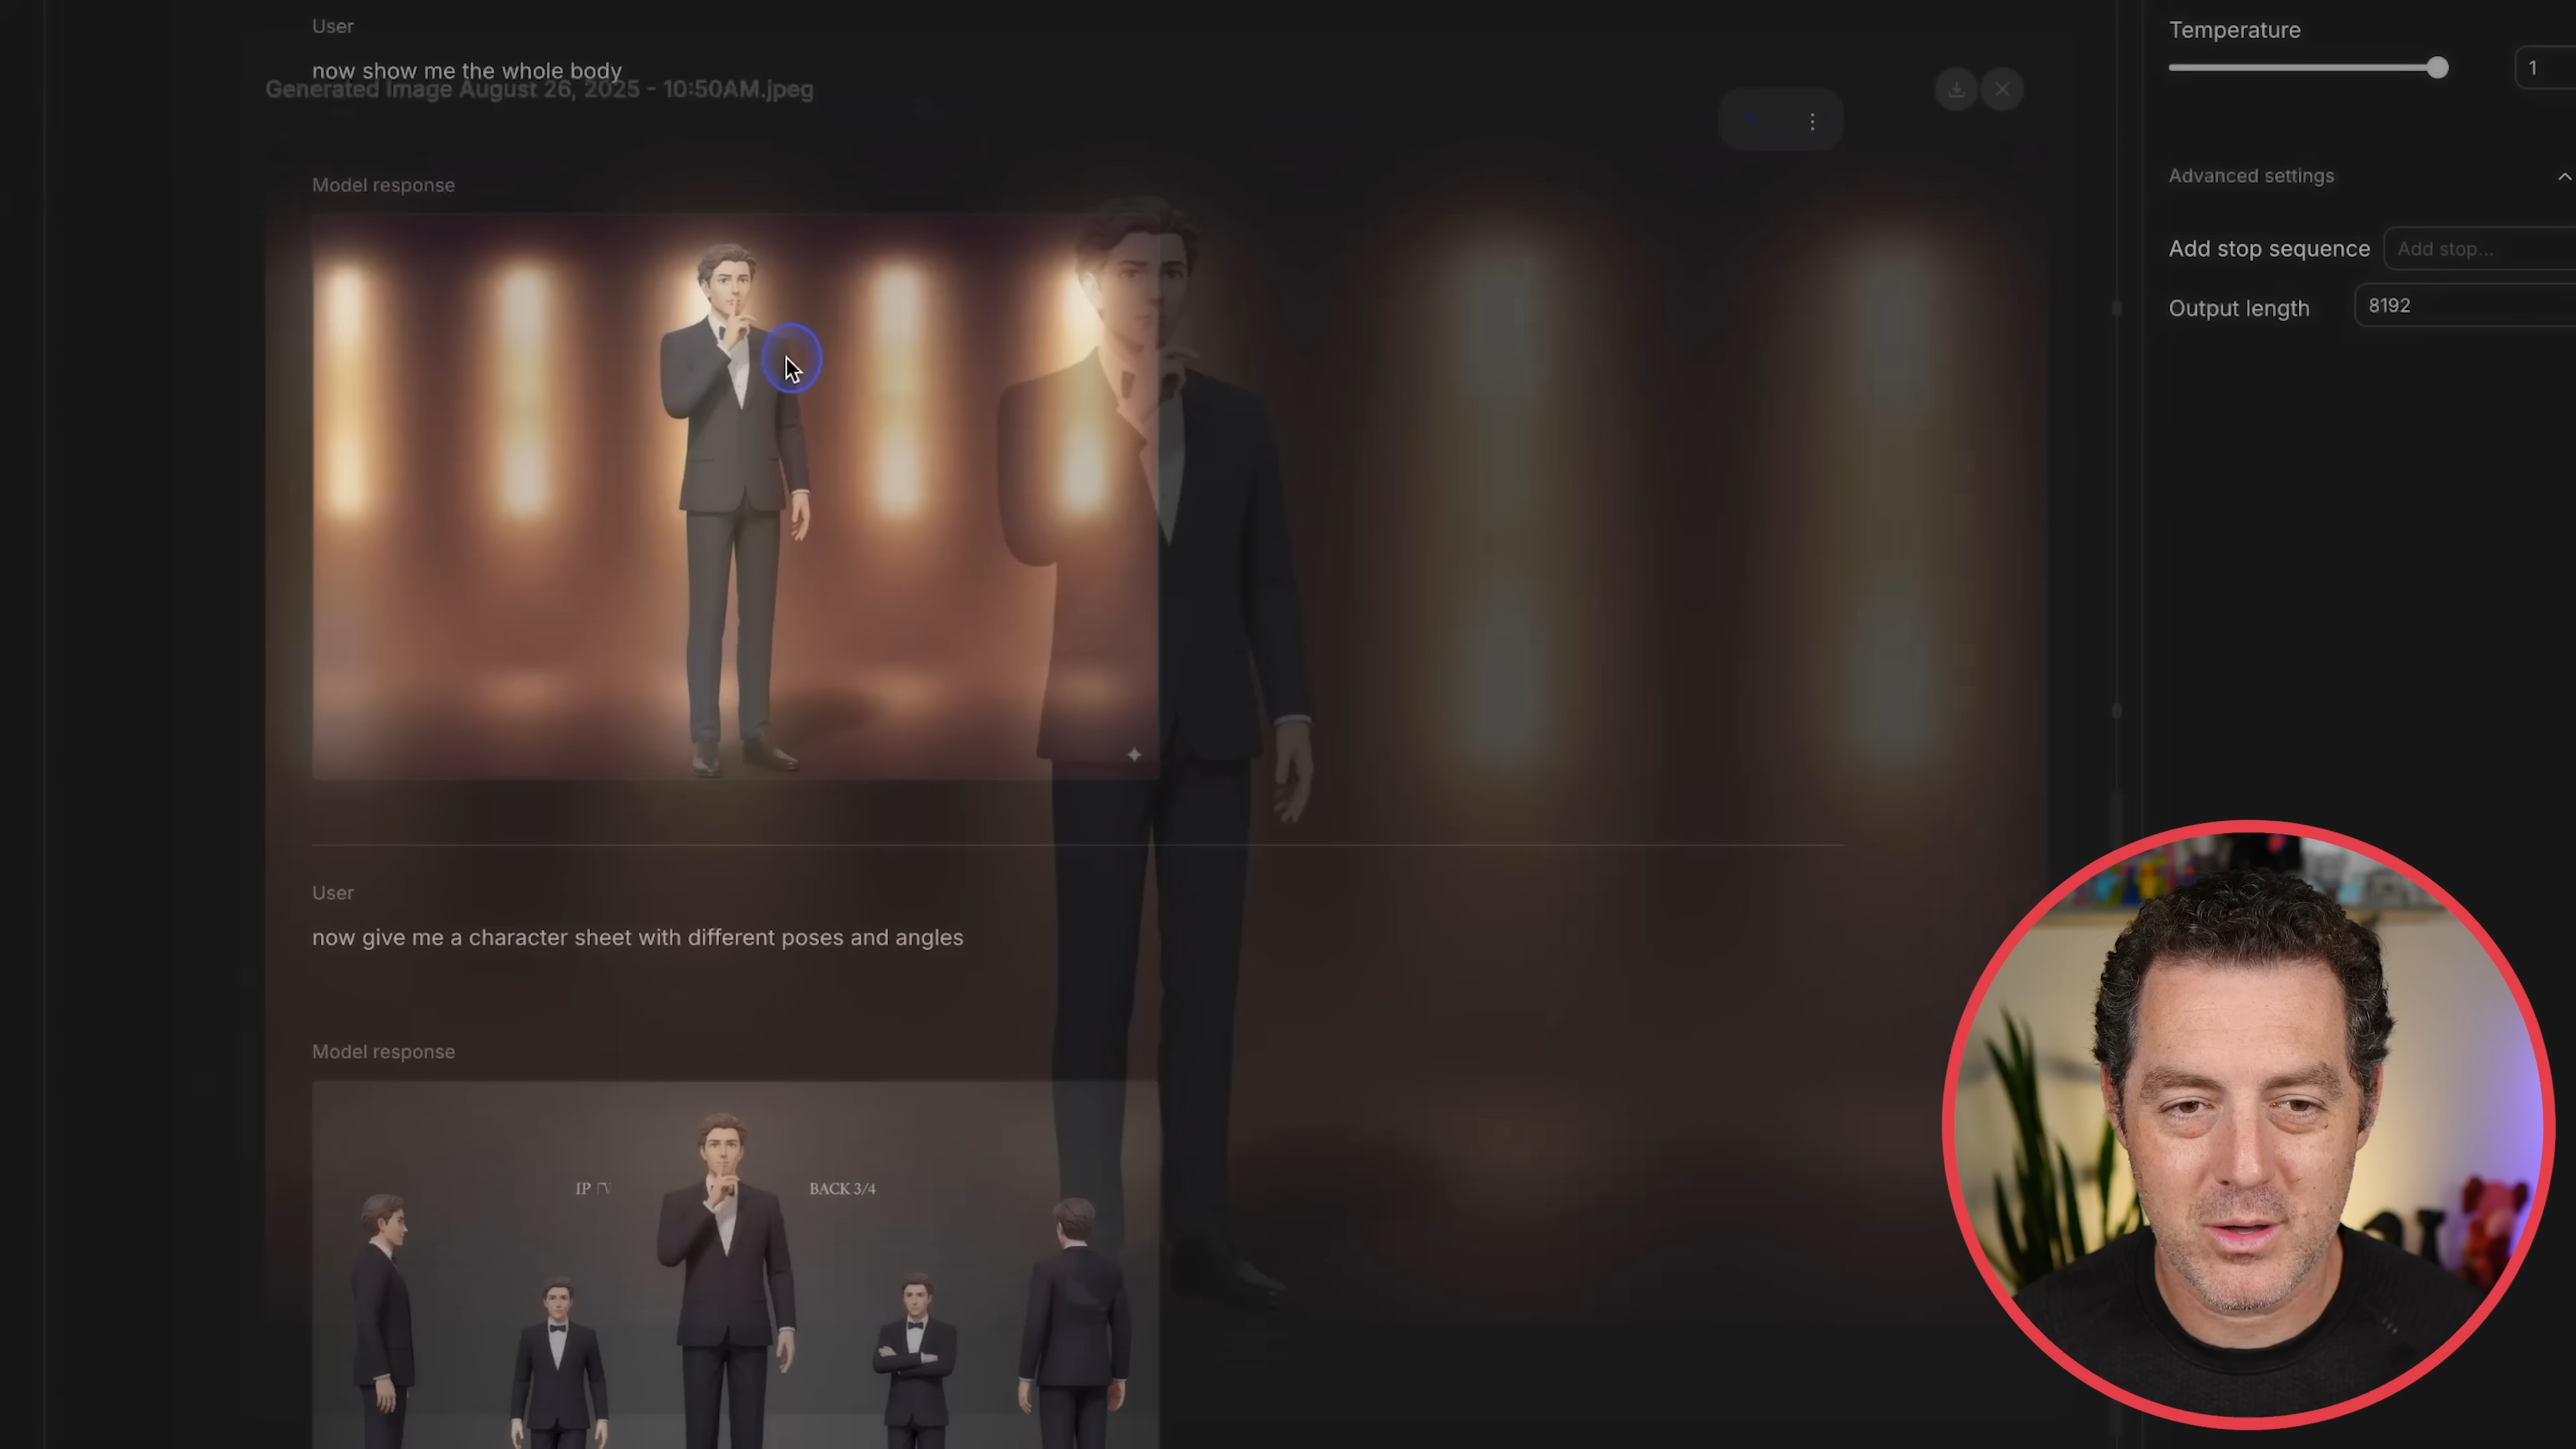 User
now show me the whole body
Generated Image August 26, 2025 - 10:50AM.jpeg
Model response
User
now give me a character sheet with different poses and angles
Model response
BACK 3/4
Temperature
1
Advanced settings
Add stop sequence
Add stop...
Output length
8192